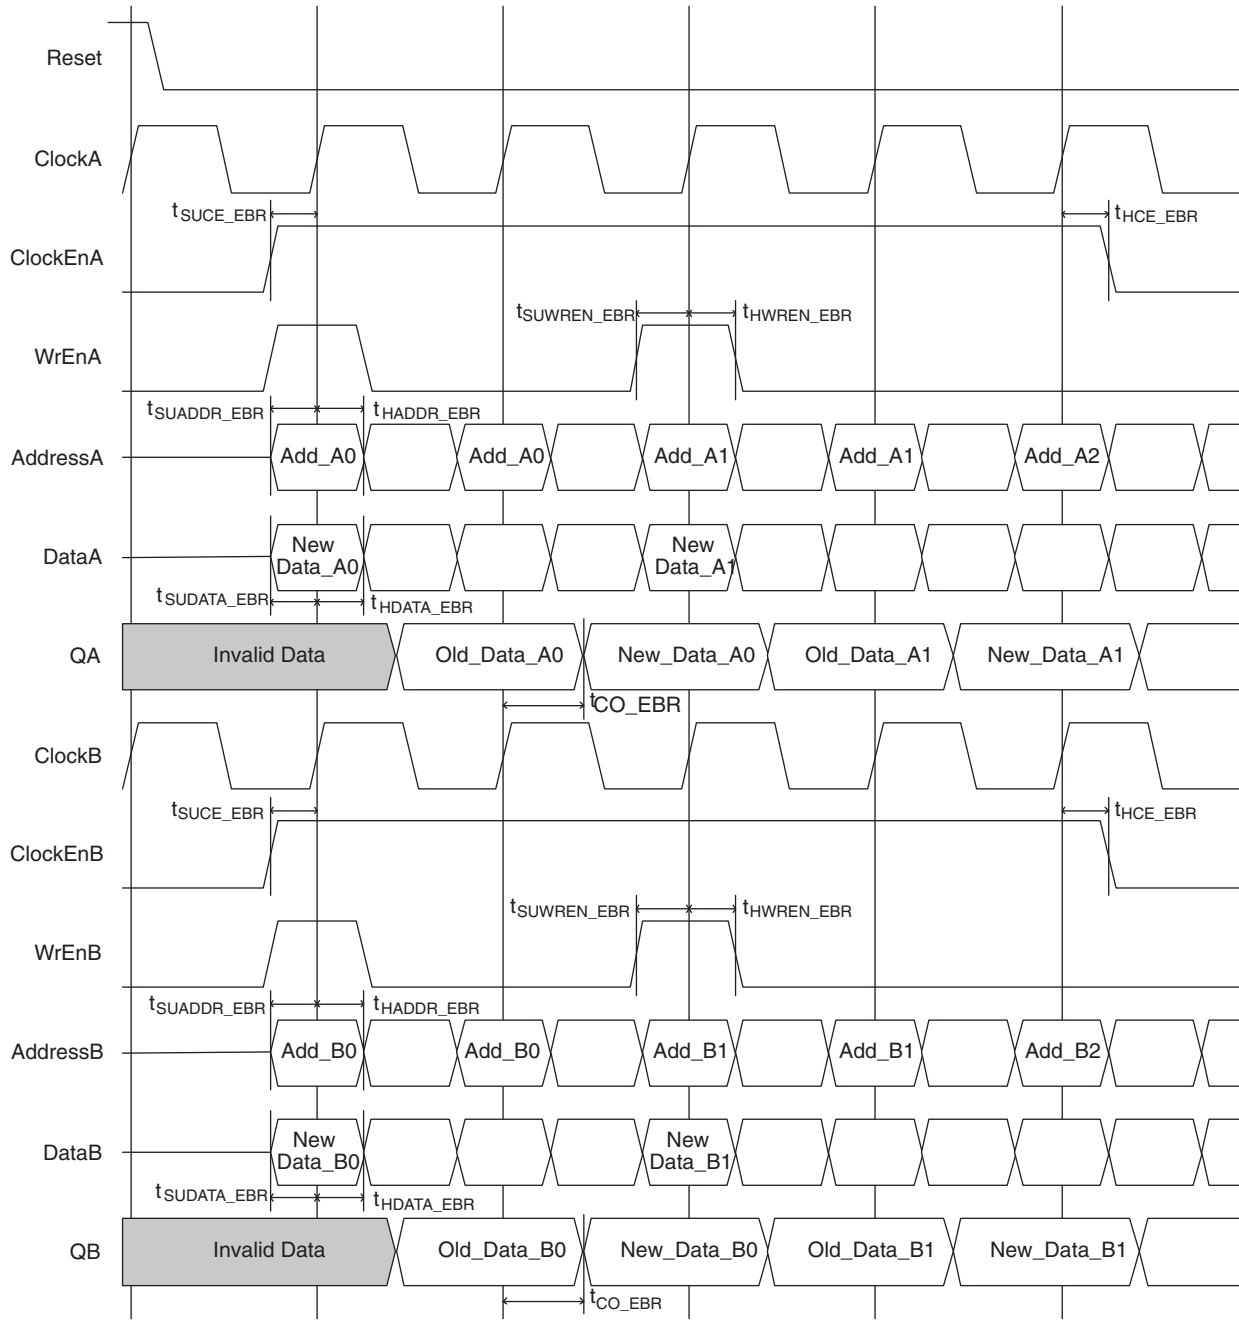 Reset
ClockA
tSUCE_EBR tHCE_EBR
ClockEnA
tSUWREN_EBR tHWREN_EBR
WrEnA
tSUADDR_EBR tHADDR_EBR
AddressA Add_A0 Add_A0 Add_A1 Add_A1 Add_A2
DataA New Data_A0 New Data_A1
tSUDATA_EBR tHDATA_EBR
QA Invalid Data Old_Data_A0 New_Data_A0 Old_Data_A1 New_Data_A1
tCO_EBR
ClockB
tSUCE_EBR tHCE_EBR
ClockEnB
tSUWREN_EBR tHWREN_EBR
WrEnB
tSUADDR_EBR tHADDR_EBR
AddressB Add_B0 Add_B0 Add_B1 Add_B1 Add_B2
DataB New Data_B0 New Data_B1
tSUDATA_EBR tHDATA_EBR
QB Invalid Data Old_Data_B0 New_Data_B0 Old_Data_B1 New_Data_B1
tCO_EBR